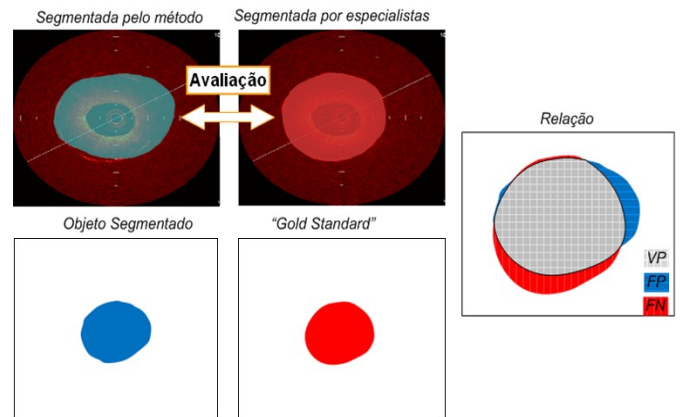 Segmentada pelo método
Segmentada por especialistas
Avaliação
Relação
Objeto Segmentado
“Gold Standard”
VP
FP
FN